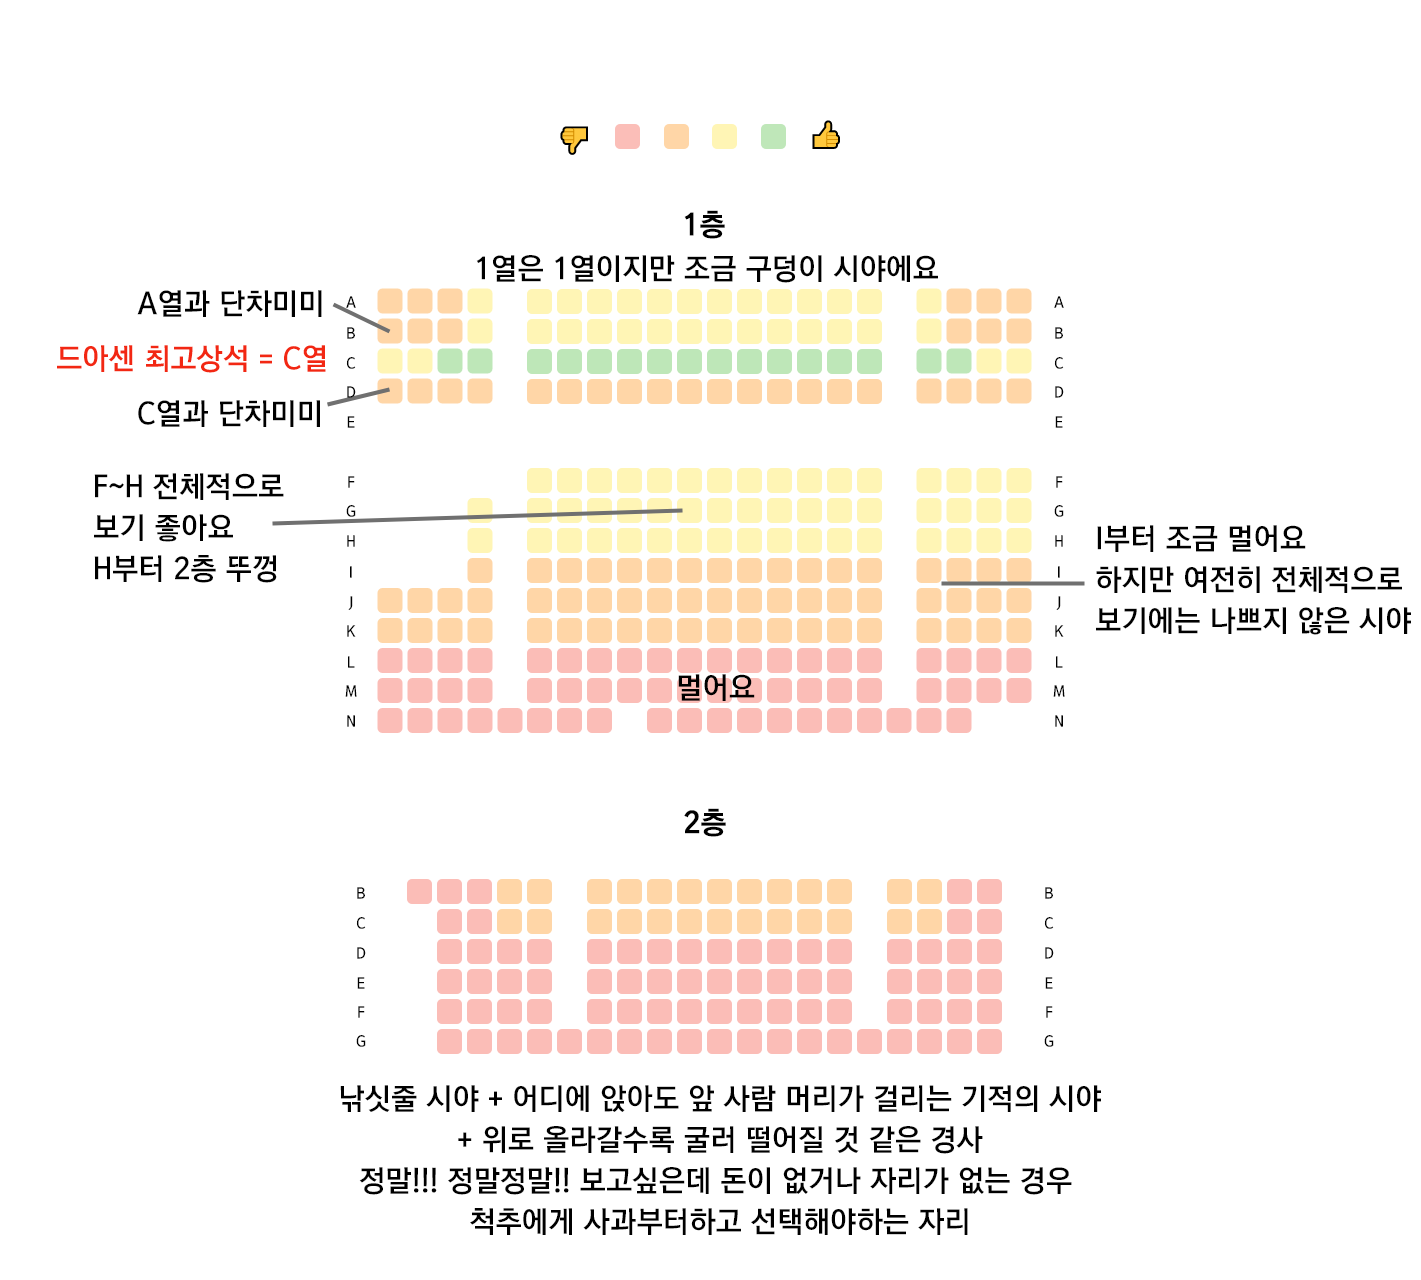 1층
1열은 1열이지만 조금 구덩이 시야에요
A열과 단차미미
드아센 최고상석 = C열
C열과 단차미미
A A
B B
C C
D D
E E
F~H 전체적으로
보기 좋아요
H부터 2층 뚜껑
F F
G G
H H
I I
J J
K K
L L
M M
N N
I부터 조금 멀어요
하지만 여전히 전체적으로
보기에는 나쁘지 않은 시야
멀어요
2층
B B
C C
D D
E E
F F
G G
낚싯줄 시야 + 어디에 앉아도 앞 사람 머리가 걸리는 기적의 시야
+ 위로 올라갈수록 굴러 떨어질 것 같은 경사
정말!!! 정말정말!! 보고싶은데 돈이 없거나 자리가 없는 경우
척추에게 사과부터하고 선택해야하는 자리